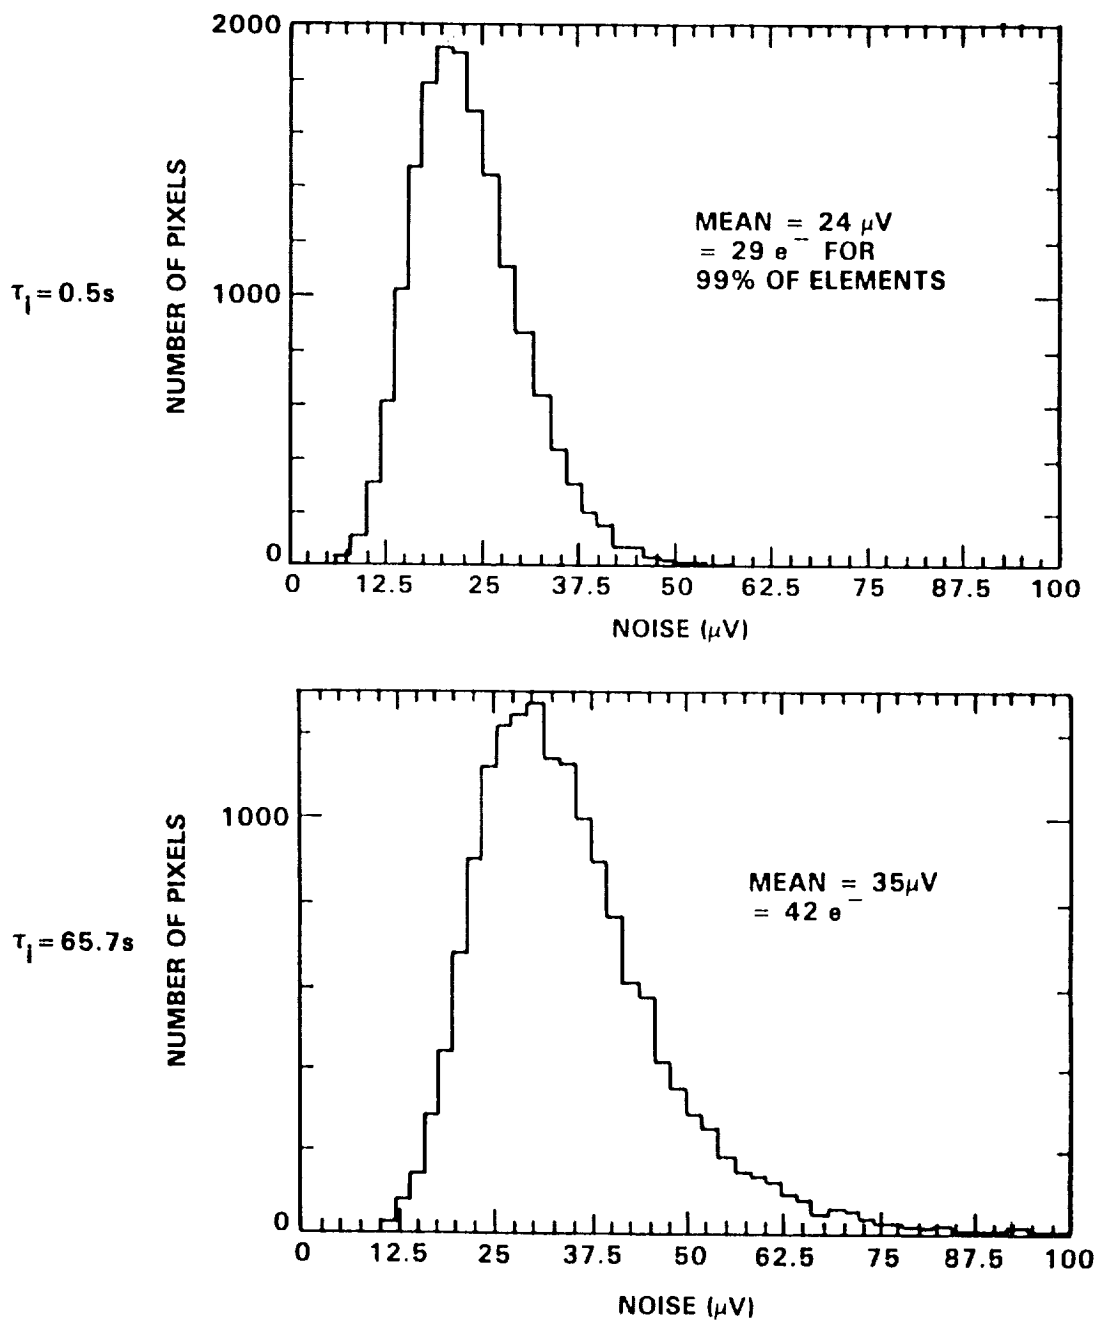 2000
1000
0
NUMBER OF PIXELS
τi = 0.5s
MEAN = 24 μV
= 29 e⁻ FOR
99% OF ELEMENTS
0 12.5 25 37.5 50 62.5 75 87.5 100
NOISE (μV)
1000
0
NUMBER OF PIXELS
τi = 65.7s
MEAN = 35μV
= 42 e⁻
0 12.5 25 37.5 50 62.5 75 87.5 100
NOISE (μV)